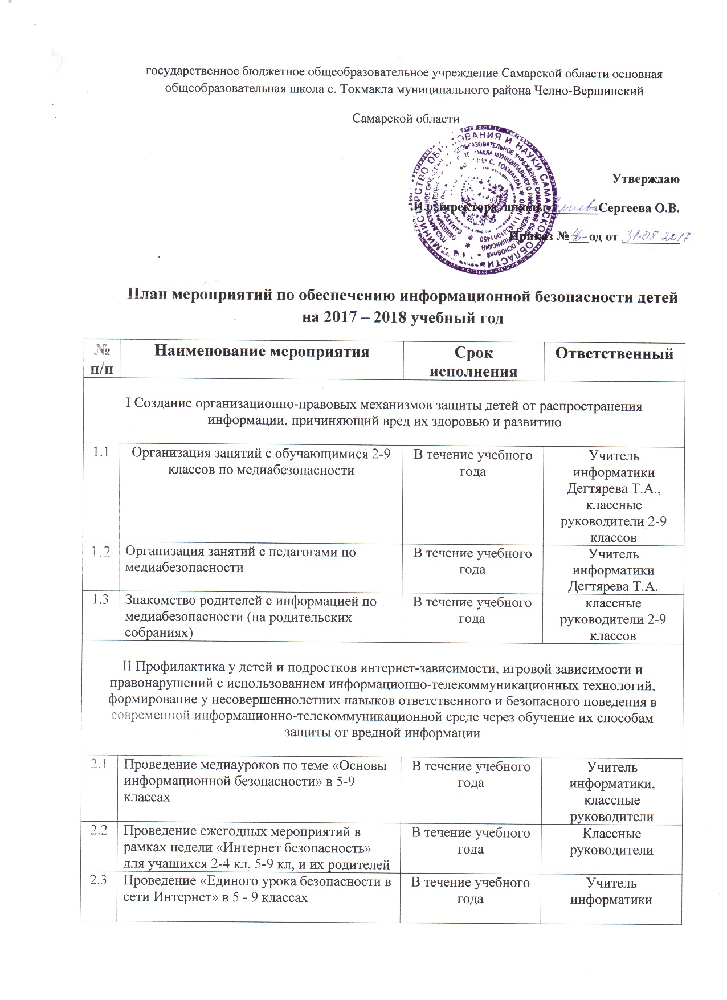 государственное бюджетное общеобразовательное учреждение Самарской области основная
общеобразовательная школа с. Токмакла муниципального района Челно-Вершинский
Самарской области
Утверждаю
И.о директора школы Сергеева О.В.
Приказ № 46 од от 31.08.2017
План мероприятий по обеспечению информационной безопасности детей
на 2017 – 2018 учебный год
№ п/п
Наименование мероприятия
Срок
исполнения
Ответственный
I Создание организационно-правовых механизмов защиты детей от распространения
информации, причиняющий вред их здоровью и развитию
1.1
Организация занятий с обучающимися 2-9
классов по медиабезопасности
В течение учебного
года
Учитель
информатики
Дегтярева Т.А.,
классные
руководители 2-9
классов
1.2
Организация занятий с педагогами по
медиабезопасности
В течение учебного
года
Учитель
информатики
Дегтярева Т.А.
1.3
Знакомство родителей с информацией по
медиабезопасности (на родительских
собраниях)
В течение учебного
года
классные
руководители 2-9
классов
II Профилактика у детей и подростков интернет-зависимости, игровой зависимости и
правонарушений с использованием информационно-телекоммуникационных технологий,
формирование у несовершеннолетних навыков ответственного и безопасного поведения в
современной информационно-телекоммуникационной среде через обучение их способам
защиты от вредной информации
2.1
Проведение медиауроков по теме «Основы
информационной безопасности» в 5-9
классах
В течение учебного
года
Учитель
информатики,
классные
руководители
2.2
Проведение ежегодных мероприятий в
рамках недели «Интернет безопасность»
для учащихся 2-4 кл, 5-9 кл, и их родителей
В течение учебного
года
Классные
руководители
2.3
Проведение «Единого урока безопасности в
сети Интернет» в 5 - 9 классах
В течение учебного
года
Учитель
информатики